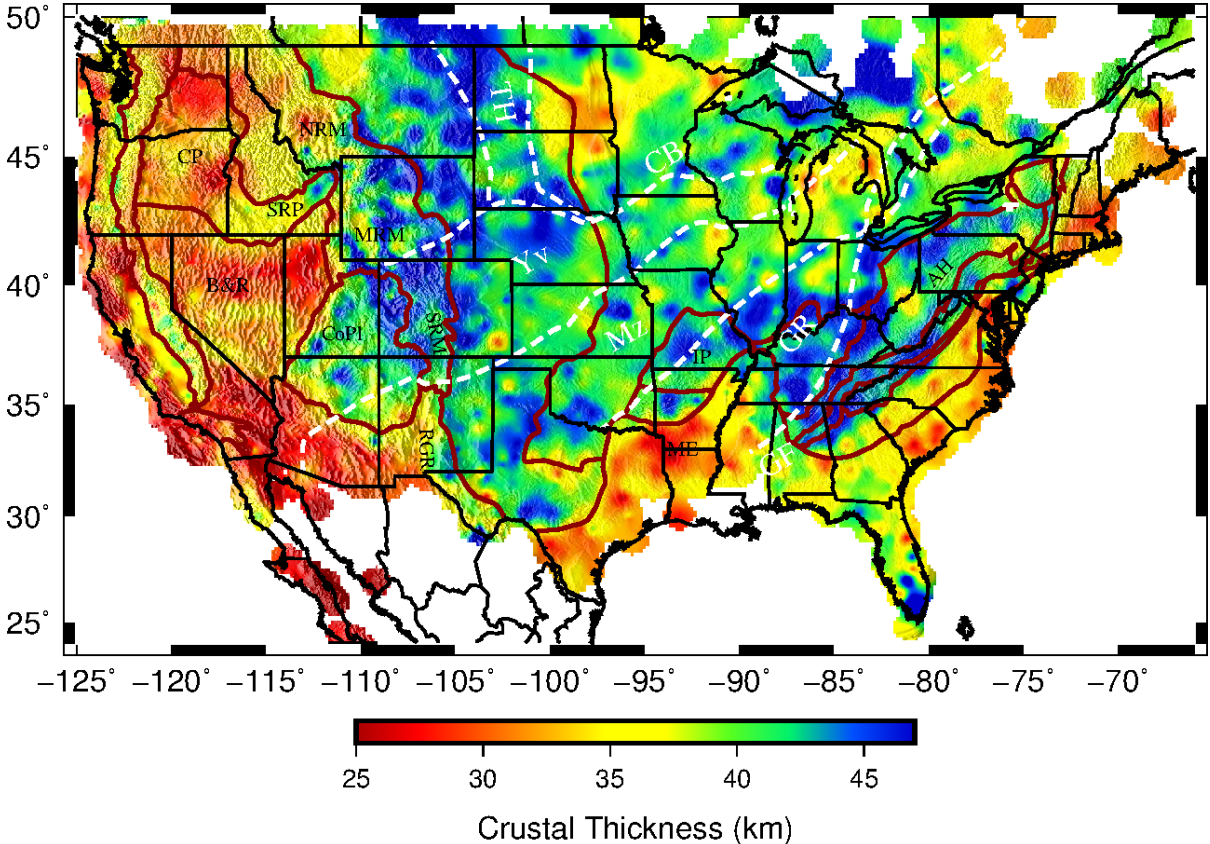 50°
45°
40°
35°
30°
25°
NRM
TH
CP
CB
SRP
MRM
Yv
AH
B&R
CoPl
SRM
Mz
GR
IP
RGR
ME
GF
−125° −120° −115° −110° −105° −100° −95° −90° −85° −80° −75° −70°
25 30 35 40 45
Crustal Thickness (km)